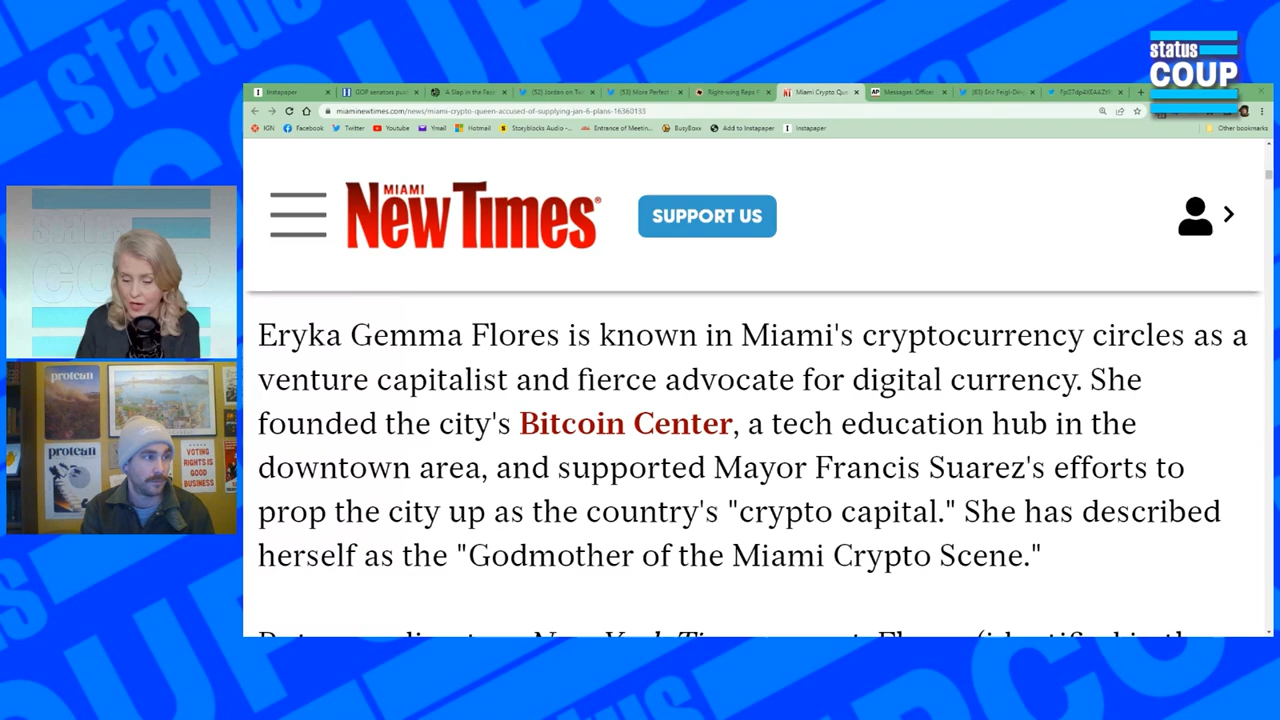 status
COUP
Instapaper
GOP senators pus
A Slap in the Face
(52) Jordan on Tw
(53) More Perfect
Right-wing Reps
Miami Crypto Que
AP Messages: Officer
(63) Eric Feigl-Din
miaminewtimes.com/news/miami-crypto-queen-accused-of-supplying-jan-6-plans-16360133
IGN Facebook Twitter Youtube Ymail Hotmail Storyblocks Audio -... Entrance of Meetin... BusyBoxx Add to Instapaper Instapaper Other bookmarks
MIAMI
New Times
SUPPORT US
Eryka Gemma Flores is known in Miami's cryptocurrency circles as a
venture capitalist and fierce advocate for digital currency. She
founded the city's Bitcoin Center, a tech education hub in the
downtown area, and supported Mayor Francis Suarez's efforts to
prop the city up as the country's "crypto capital." She has described
herself as the "Godmother of the Miami Crypto Scene."
protean
protean
VOTING
RIGHTS IS
GOOD
BUSINESS